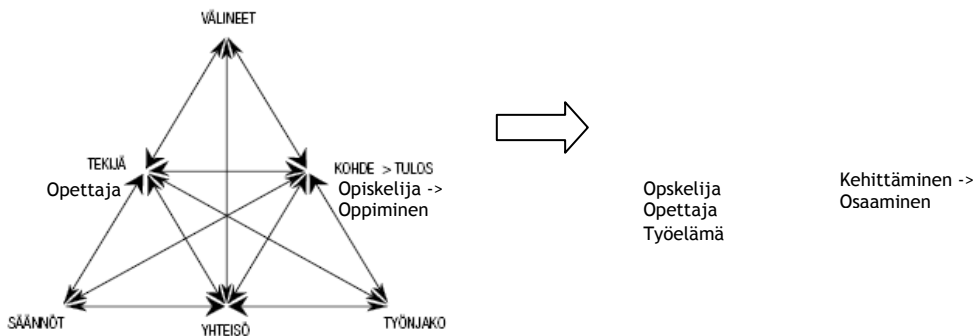 VÄLINEET
TEKIJÄ
Opettaja
KOHDE > TULOS
Opiskelija ->
Oppiminen
SÄÄNNÖT
YHTEISÖ
TYÖNJAKO
Opskelija
Opettaja
Työelämä
Kehittäminen ->
Osaaminen